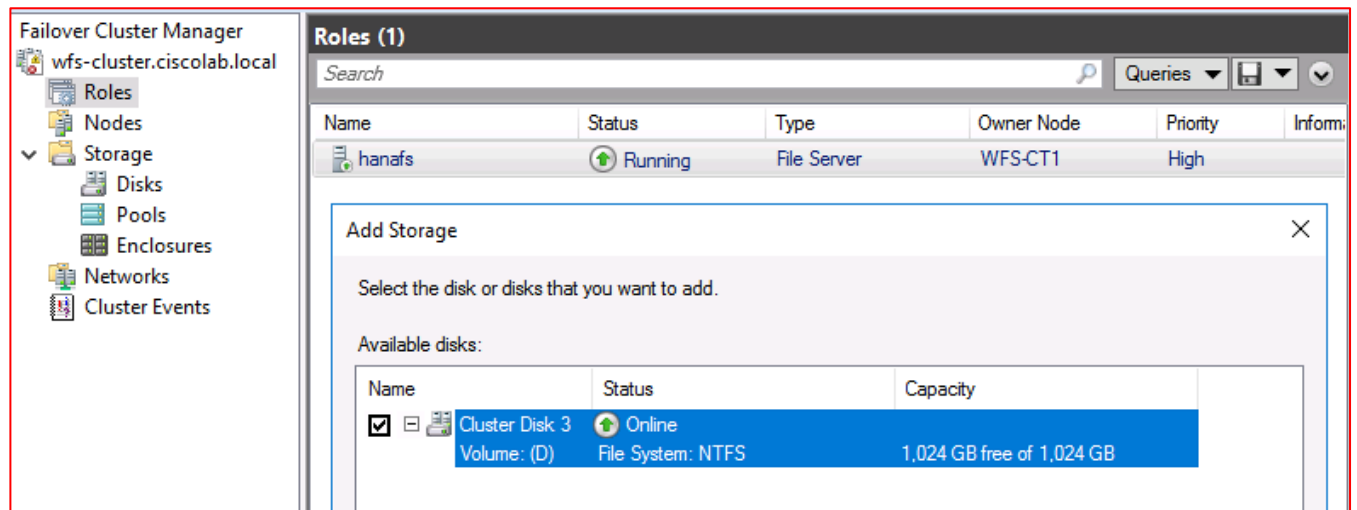 Failover Cluster Manager
wfs-cluster.ciscolab.local
Roles
Nodes
Storage
Disks
Pools
Enclosures
Networks
Cluster Events
Roles (1)
Search Queries
Name Status Type Owner Node Priority Informa
hanafs Running File Server WFS-CT1 High
Add Storage
Select the disk or disks that you want to add.
Available disks:
Name Status Capacity
Cluster Disk 3 Online
Volume: (D) File System: NTFS 1,024 GB free of 1,024 GB